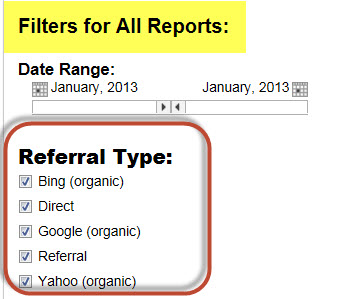 Filters for All Reports:
Date Range:
January, 2013 January, 2013
Referral Type:
Bing (organic)
Direct
Google (organic)
Referral
Yahoo (organic)